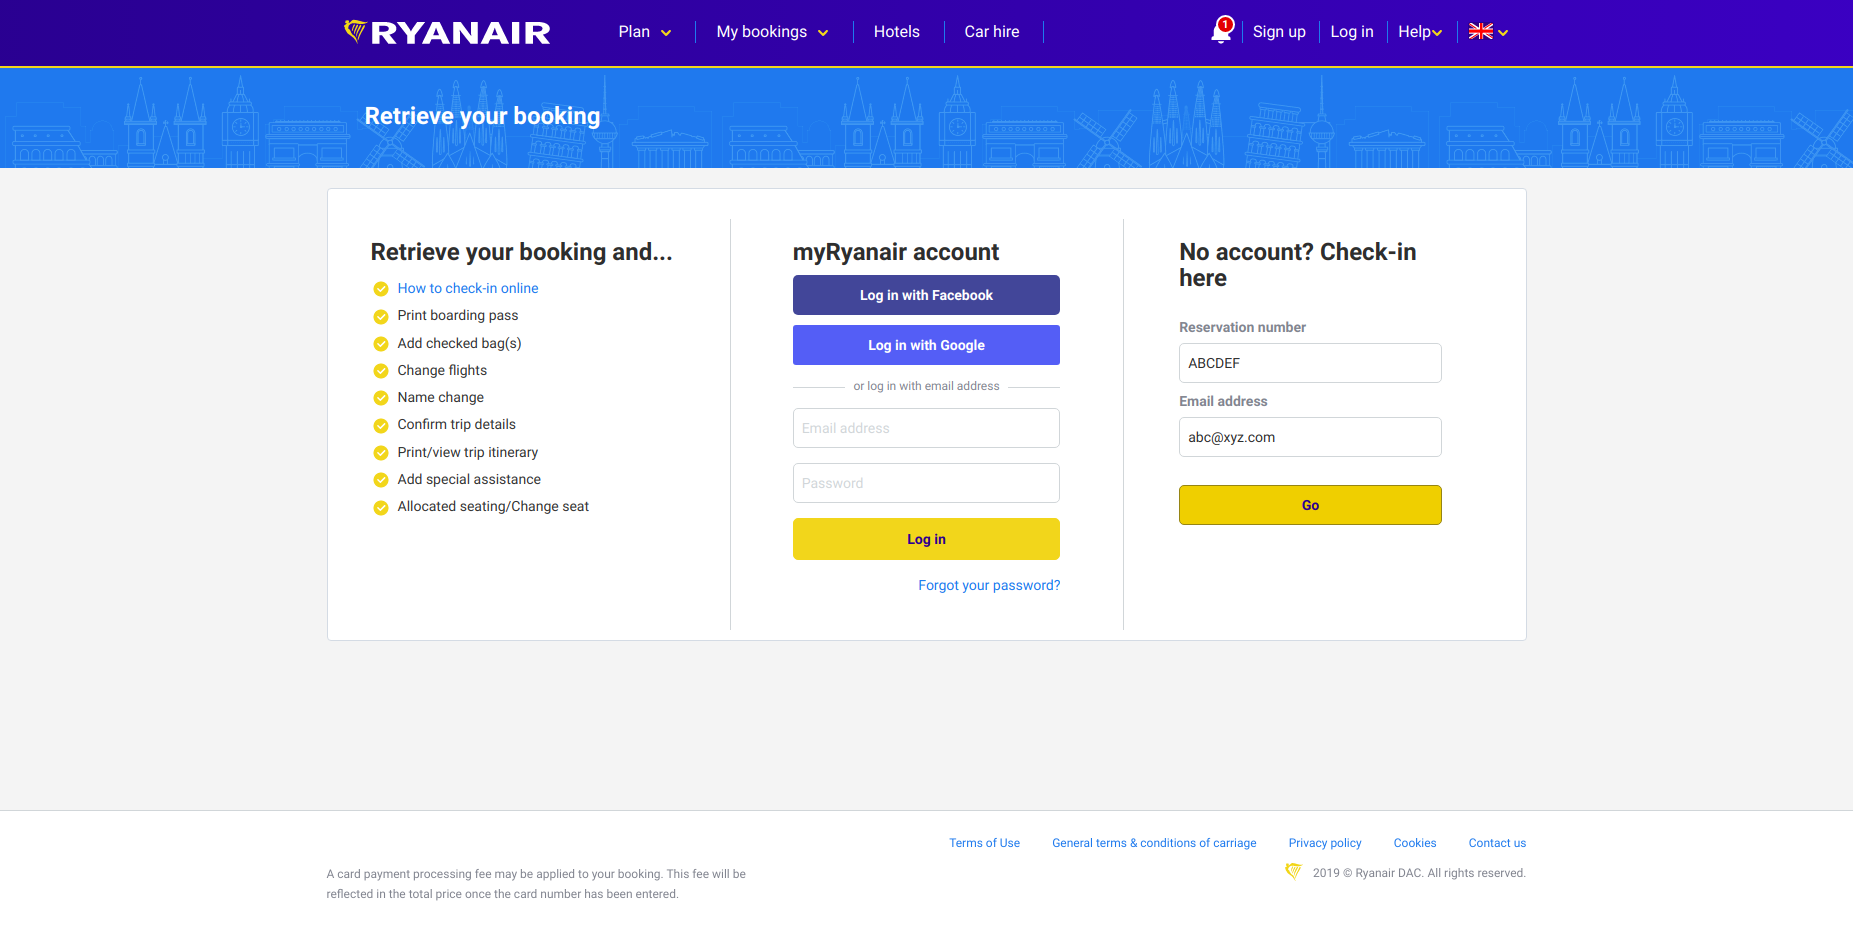 RYANAIR
Plan
My bookings
Hotels
Car hire
1
Sign up
Log in
Help
Retrieve your booking
Retrieve your booking and...
How to check-in online
Print boarding pass
Add checked bag(s)
Change flights
Name change
Confirm trip details
Print/view trip itinerary
Add special assistance
Allocated seating/Change seat
myRyanair account
Log in with Facebook
Log in with Google
or log in with email address
Email address
Password
Log in
Forgot your password?
No account? Check-in
here
Reservation number
ABCDEF
Email address
abc@xyz.com
Go
Terms of Use
General terms & conditions of carriage
Privacy policy
Cookies
Contact us
A card payment processing fee may be applied to your booking. This fee will be
reflected in the total price once the card number has been entered.
2019 © Ryanair DAC. All rights reserved.